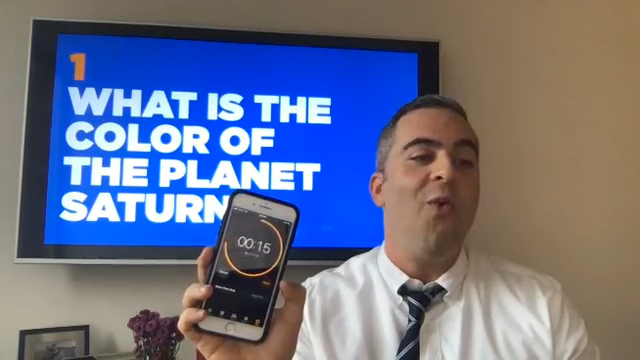 1
WHAT IS THE
COLOR OF
THE PLANET
SATURN
00:15